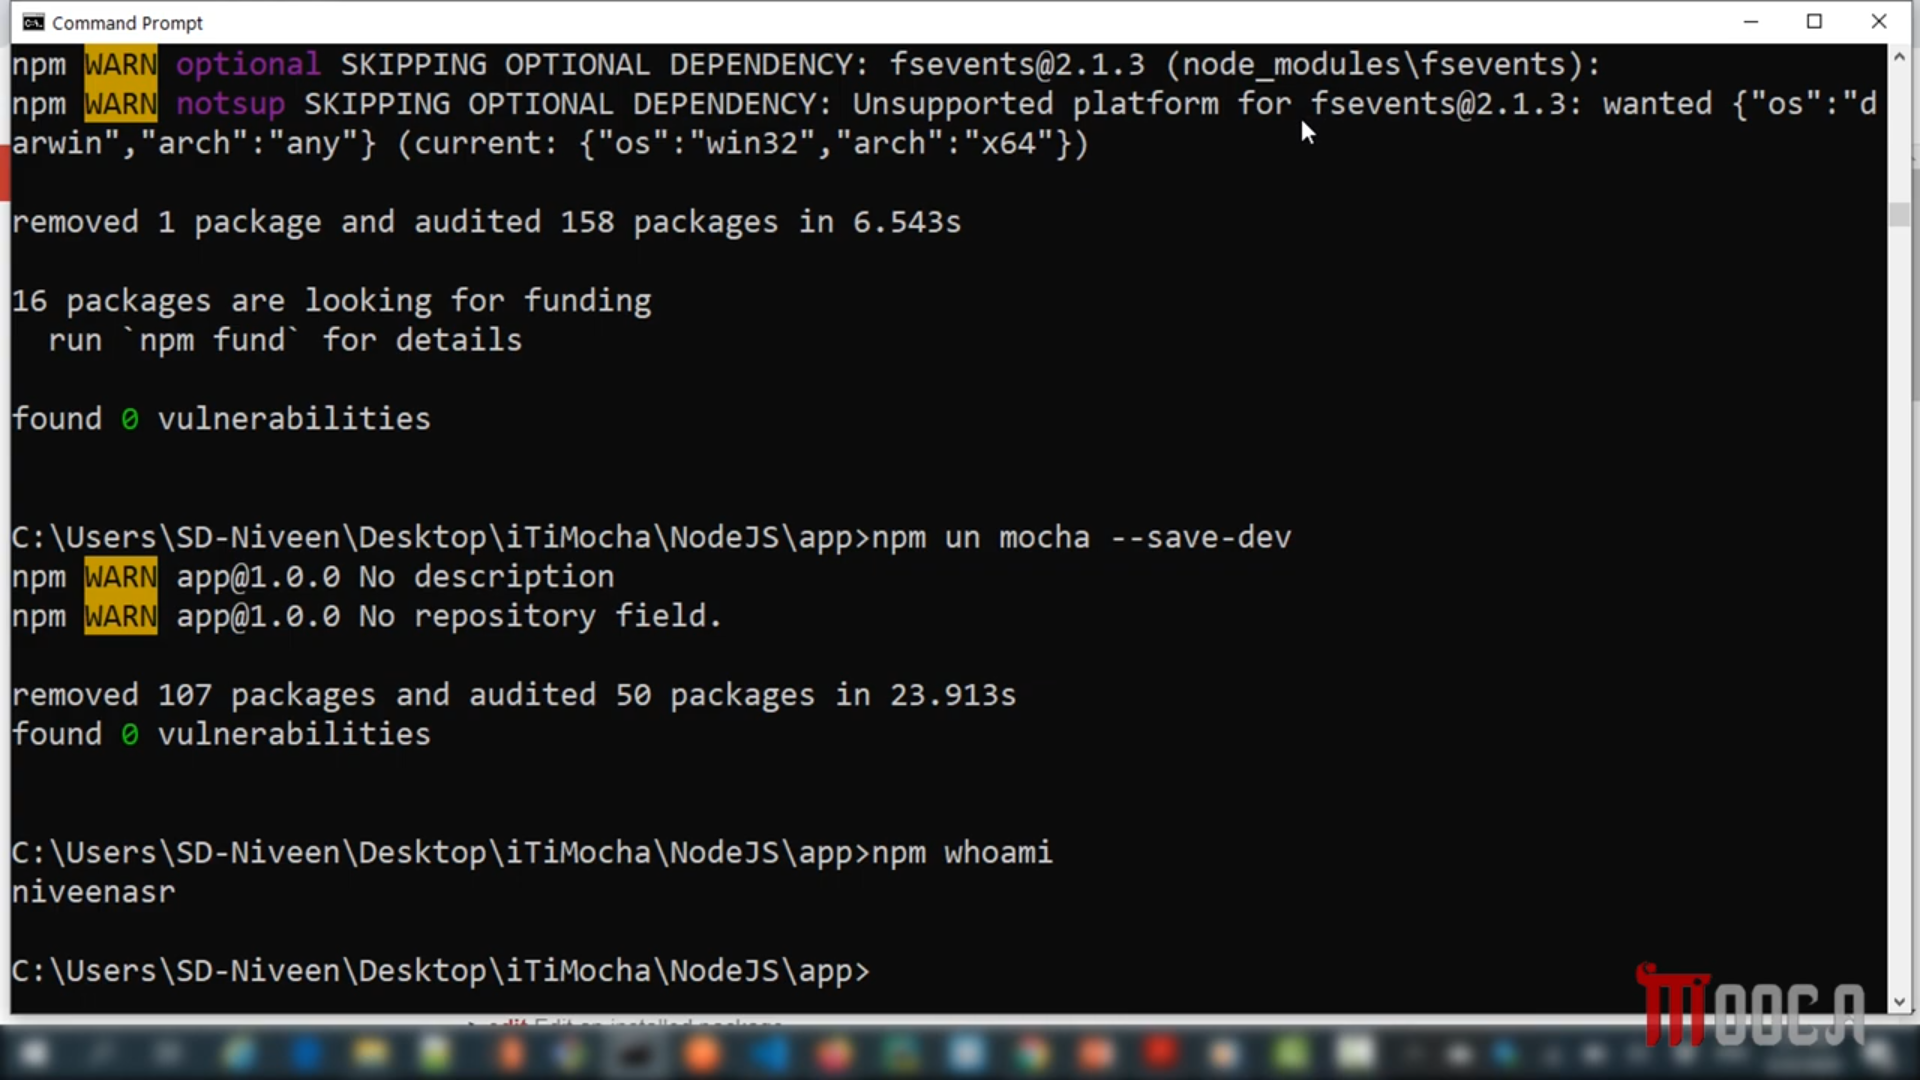 Command Prompt
npm WARN optional SKIPPING OPTIONAL DEPENDENCY: fsevents@2.1.3 (node_modules\fsevents):
npm WARN notsup SKIPPING OPTIONAL DEPENDENCY: Unsupported platform for fsevents@2.1.3: wanted {"os":"d
arwin","arch":"any"} (current: {"os":"win32","arch":"x64"})
removed 1 package and audited 158 packages in 6.543s
16 packages are looking for funding
run `npm fund` for details
found 0 vulnerabilities
C:\Users\SD-Niveen\Desktop\iTiMocha\NodeJS\app>npm un mocha --save-dev
npm WARN app@1.0.0 No description
npm WARN app@1.0.0 No repository field.
removed 107 packages and audited 50 packages in 23.913s
found 0 vulnerabilities
C:\Users\SD-Niveen\Desktop\iTiMocha\NodeJS\app>npm whoami
niveenasr
C:\Users\SD-Niveen\Desktop\iTiMocha\NodeJS\app>
MOOCA